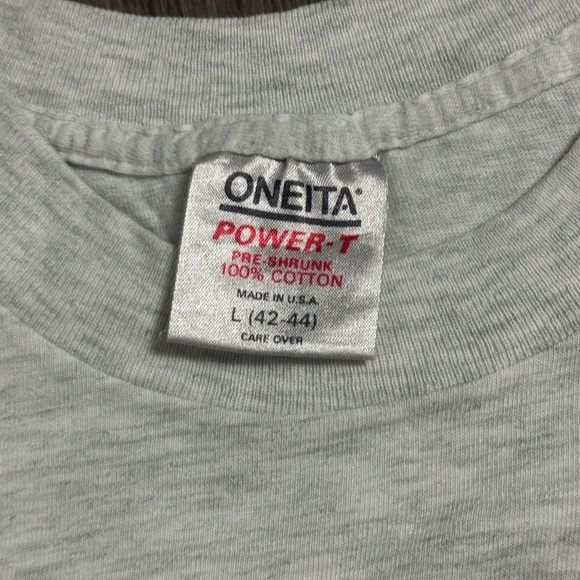 ONEITA®
POWER-T
PRE-SHRUNK
100% COTTON
MADE IN U.S.A.
L (42-44)
CARE OVER